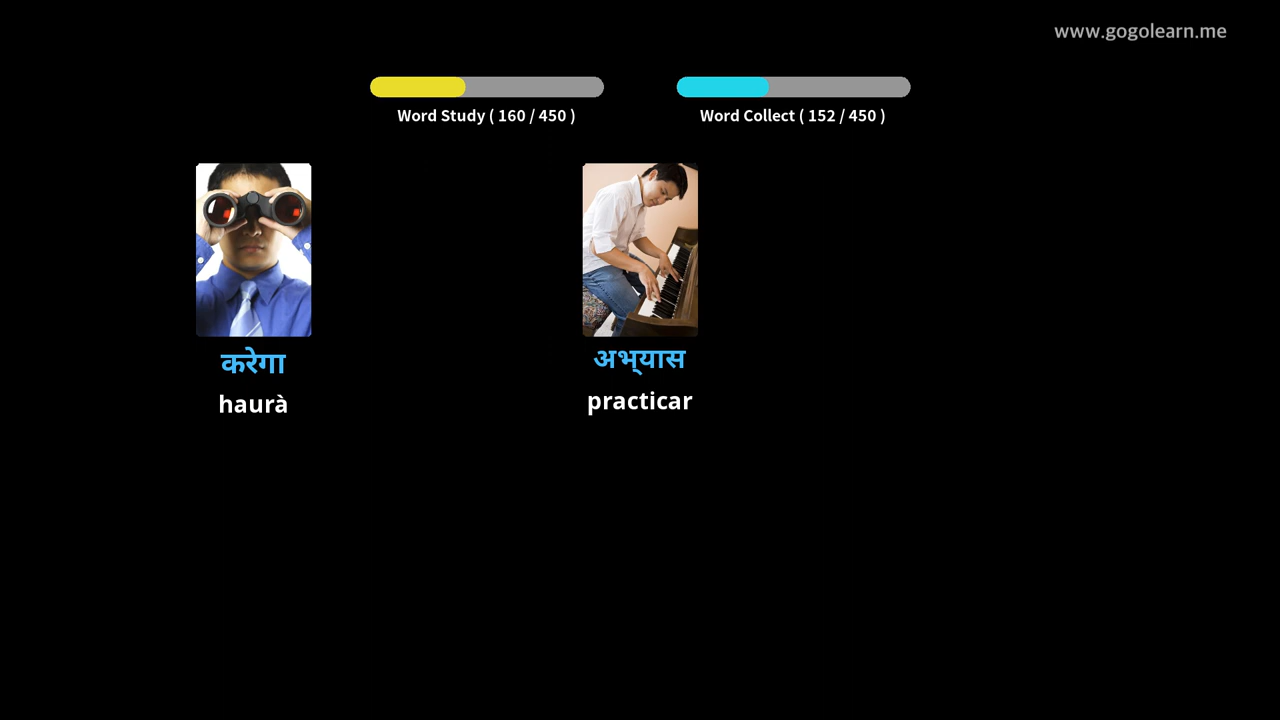 www.gogolearn.me
Word Study ( 160 / 450 )
Word Collect ( 152 / 450 )
करेगा
haurà
अभ्यास
practicar